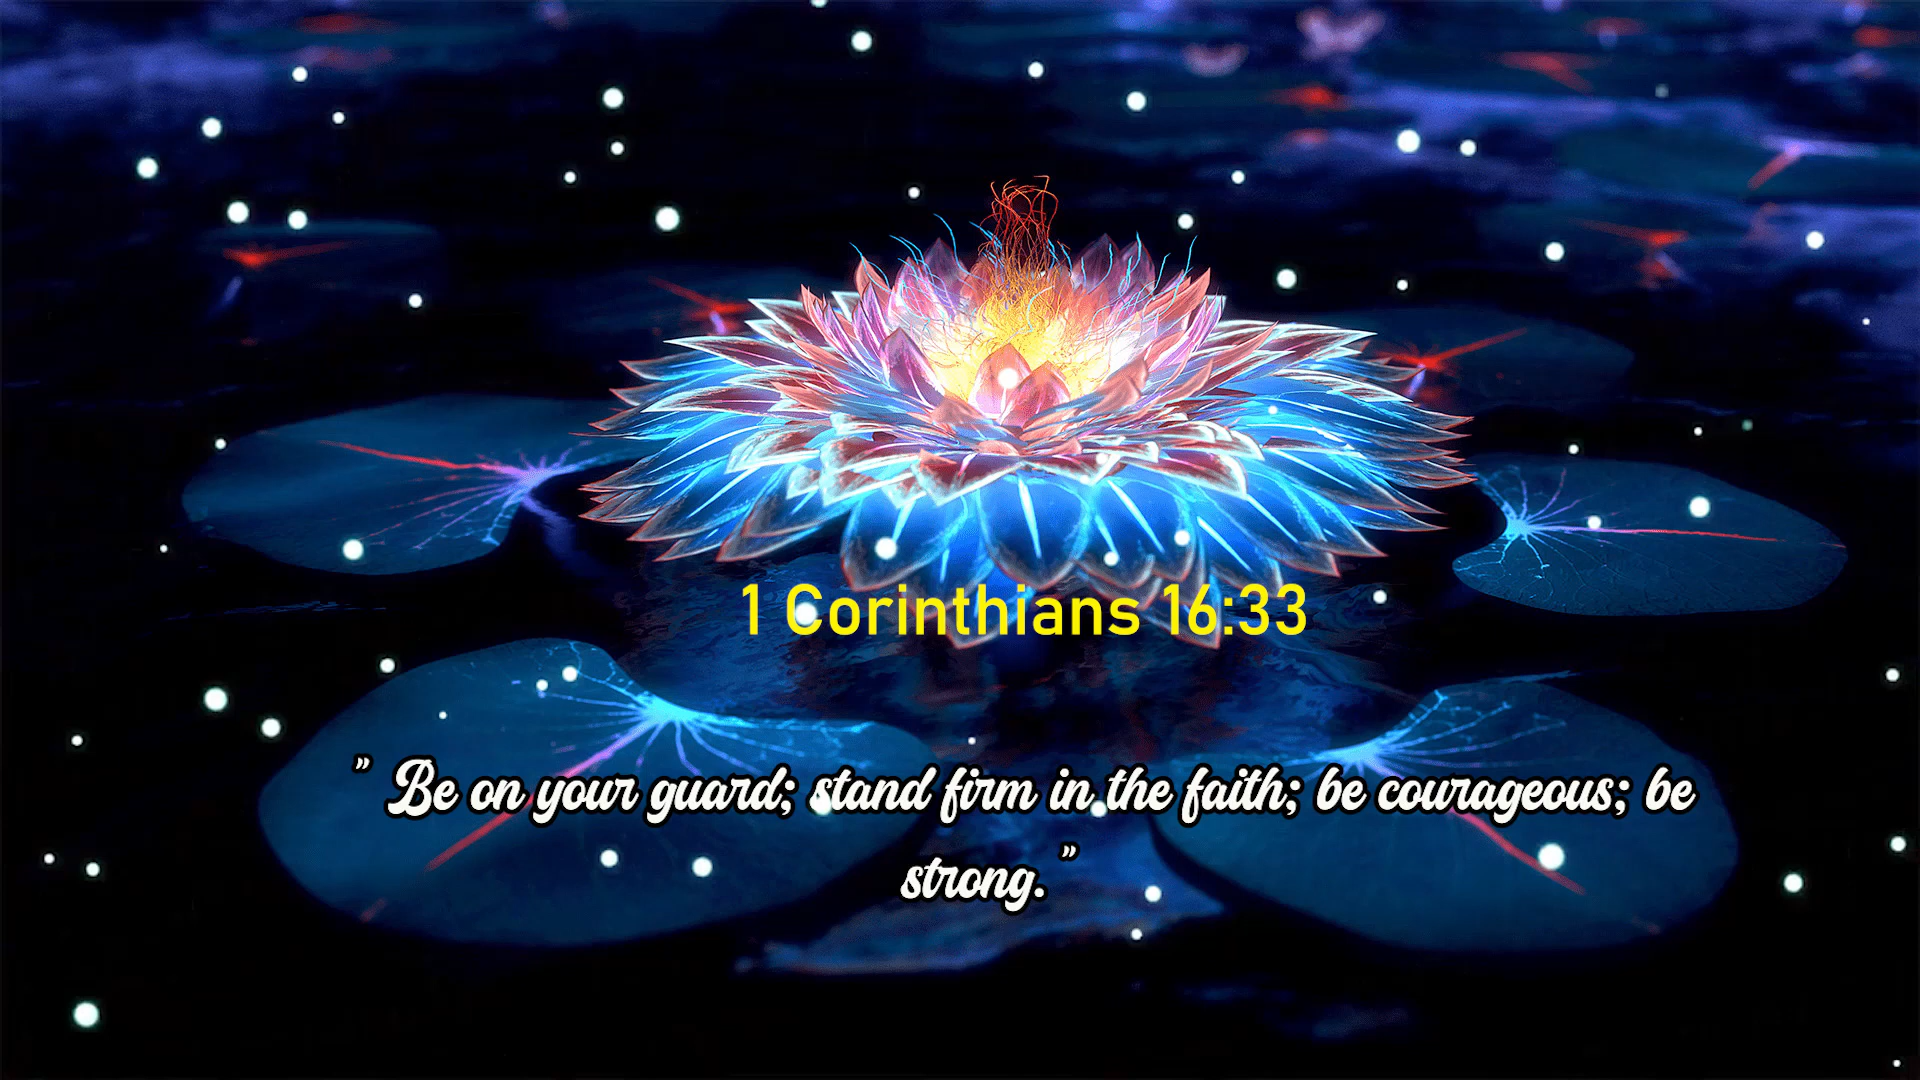 1 Corinthians 16:33
" Be on your guard; stand firm in the faith; be courageous; be
strong."